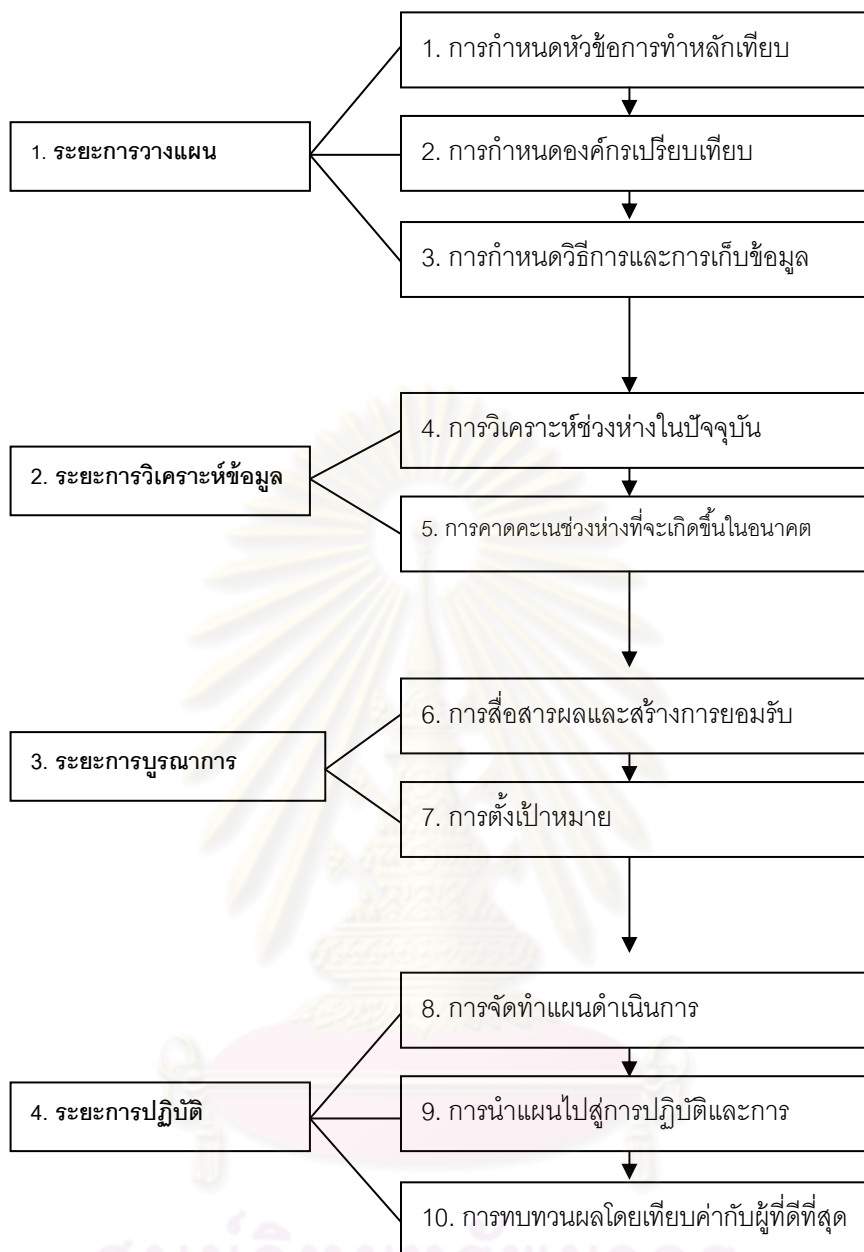 1. ระยะการวางแผน
1. การกำหนดหัวข้อการทำหลักเทียบ
2. การกำหนดองค์กรเปรียบเทียบ
3. การกำหนดวิธีการและการเก็บข้อมูล
2. ระยะการวิเคราะห์ข้อมูล
4. การวิเคราะห์ช่วงห่างในปัจจุบัน
5. การคาดคะเนช่วงห่างที่จะเกิดขึ้นในอนาคต
3. ระยะการบูรณาการ
6. การสื่อสารผลและสร้างการยอมรับ
7. การตั้งเป้าหมาย
4. ระยะการปฏิบัติ
8. การจัดทำแผนดำเนินการ
9. การนำแผนไปสู่การปฏิบัติและการ
10. การทบทวนผลโดยเทียบค่ากับผู้ที่ดีที่สุด